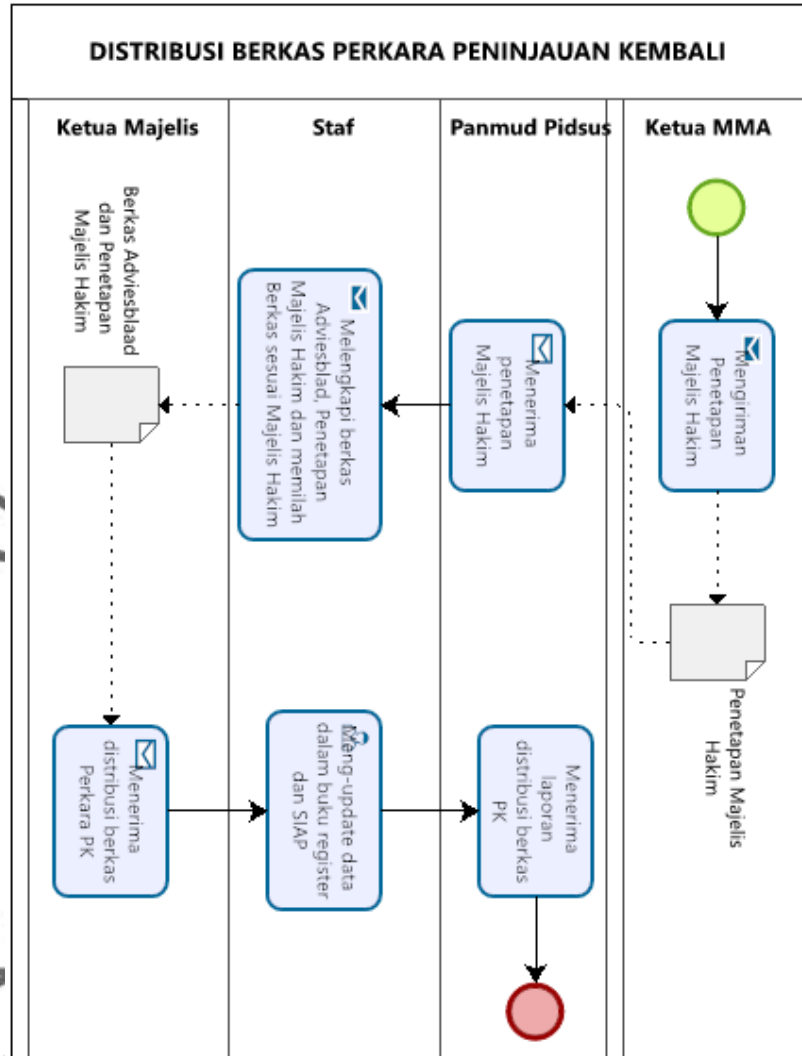 DISTRIBUSI BERKAS PERKARA PENINJAUAN KEMBALI
Ketua Majelis
Staf
Panmud Pidsus
Ketua MMA
Mengiriman
Penetapan
Majelis Hakim
Penetapan Majelis
Hakim
Menerima
penetapan
Majelis Hakim
Melengkapi berkas
Adviesblad, Penetapan
Majelis Hakim dan memilah
Berkas sesuai Majelis Hakim
Berkas Adviesblaad
dan Penetapan
Majelis Hakim
Menerima
distribusi berkas
Perkara PK
Meng-update data
dalam buku register
dan SIAP
Menerima
laporan
distribusi berkas
PK